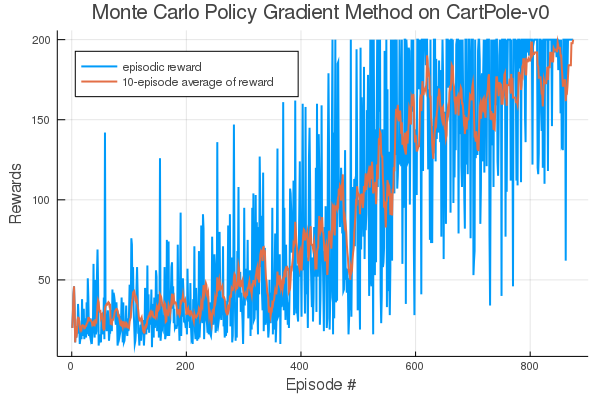 Monte Carlo Policy Gradient Method on CartPole-v0
200
episodic reward
10-episode average of reward
150
Rewards
100
50
0
200
400
600
800
Episode #